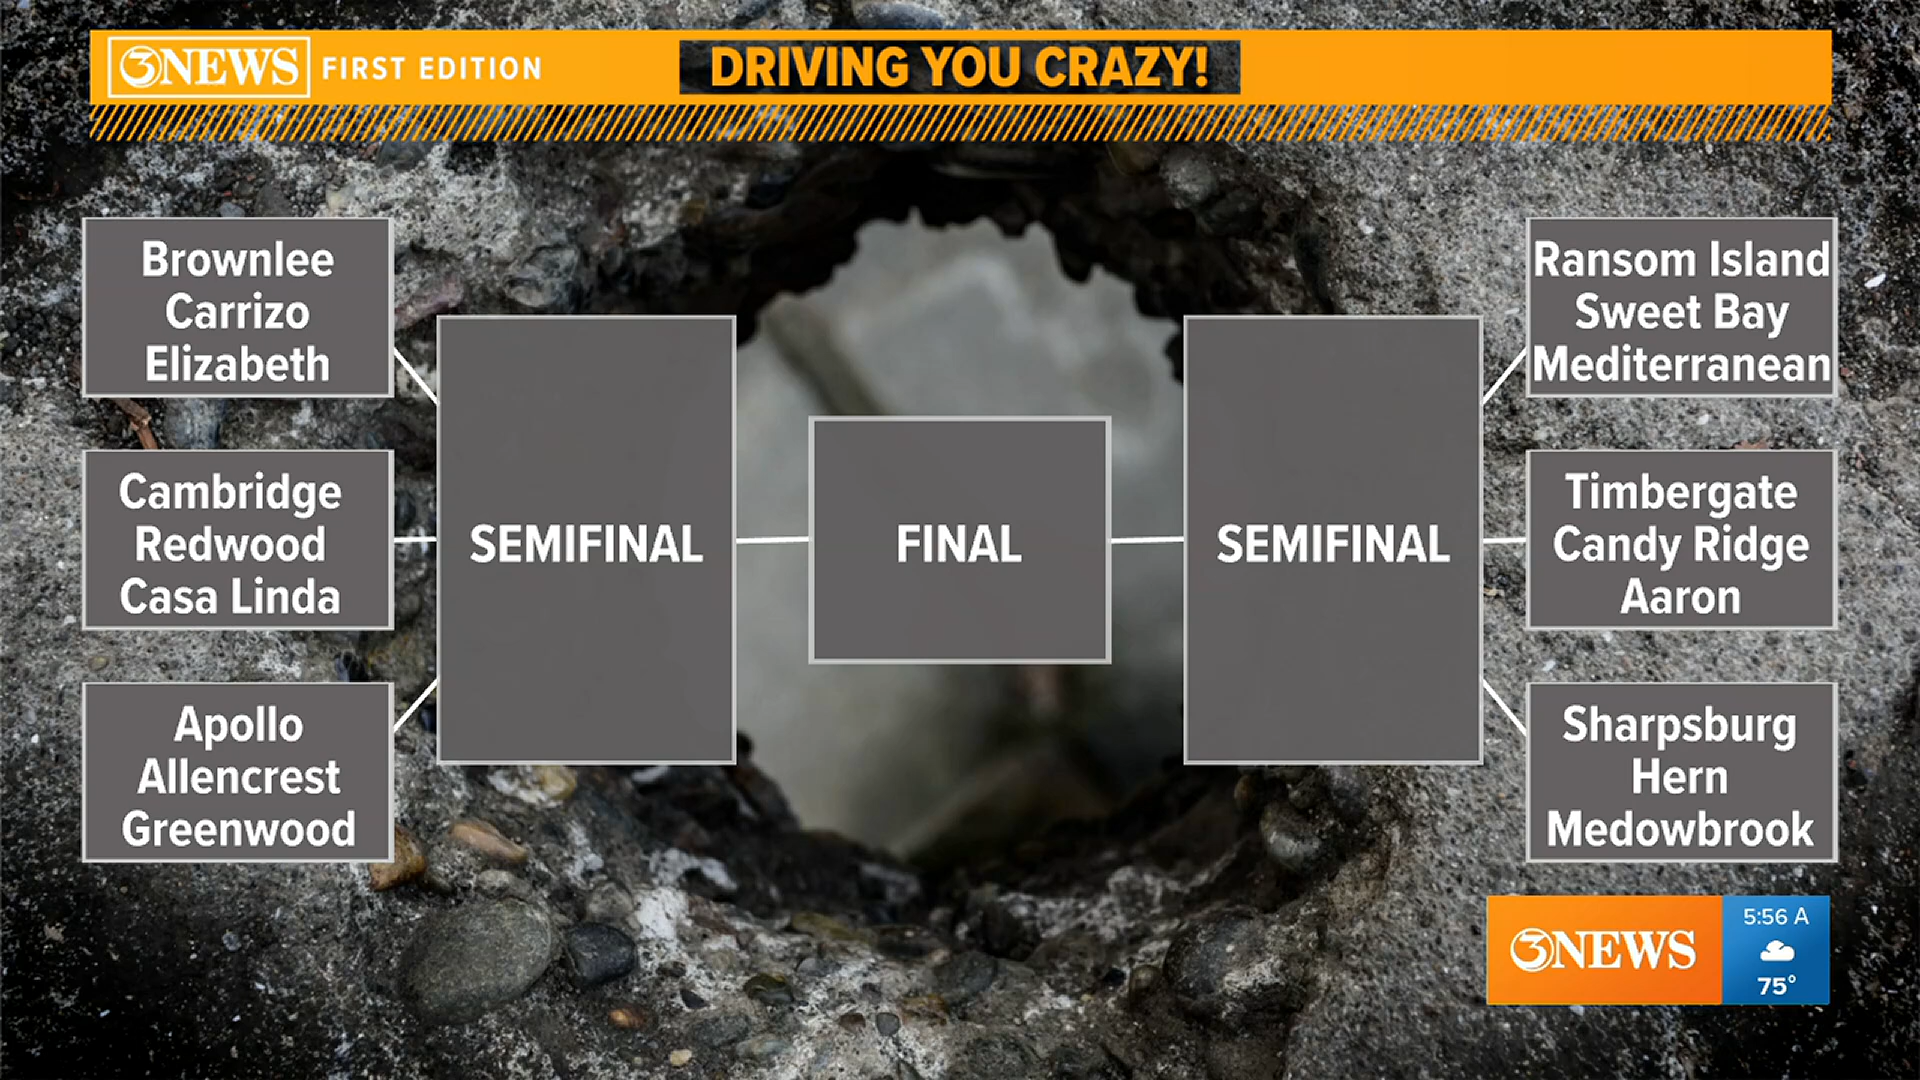 3NEWS FIRST EDITION
DRIVING YOU CRAZY!
Brownlee
Carrizo
Elizabeth
Cambridge
Redwood
Casa Linda
Apollo
Allencrest
Greenwood
SEMIFINAL
FINAL
SEMIFINAL
Ransom Island
Sweet Bay
Mediterranean
Timbergate
Candy Ridge
Aaron
Sharpsburg
Hern
Medowbrook
3NEWS
5:56 A
75°